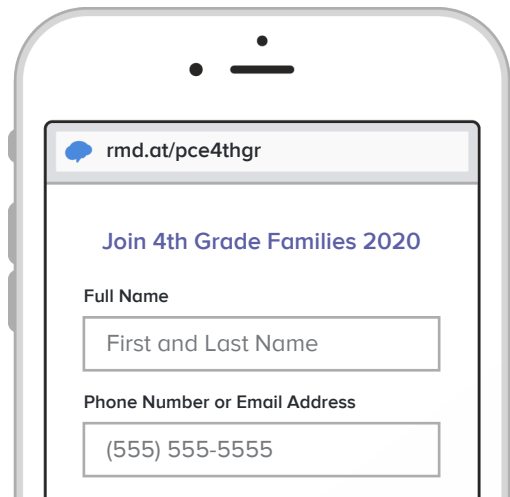 rmd.at/pce4thgr
Join 4th Grade Families 2020
Full Name
First and Last Name
Phone Number or Email Address
(555) 555-5555